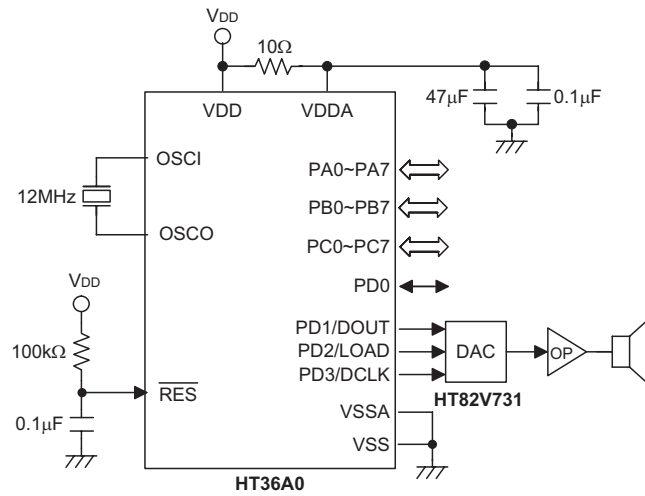 VDD
10Ω
VDD
VDDA
47μF
0.1μF
OSCI
12MHz
OSCO
PA0~PA7
PB0~PB7
PC0~PC7
PD0
VDD
100kΩ
RES
0.1μF
PD1/DOUT
PD2/LOAD
PD3/DCLK
DAC
OP
HT82V731
VSSA
VSS
HT36A0